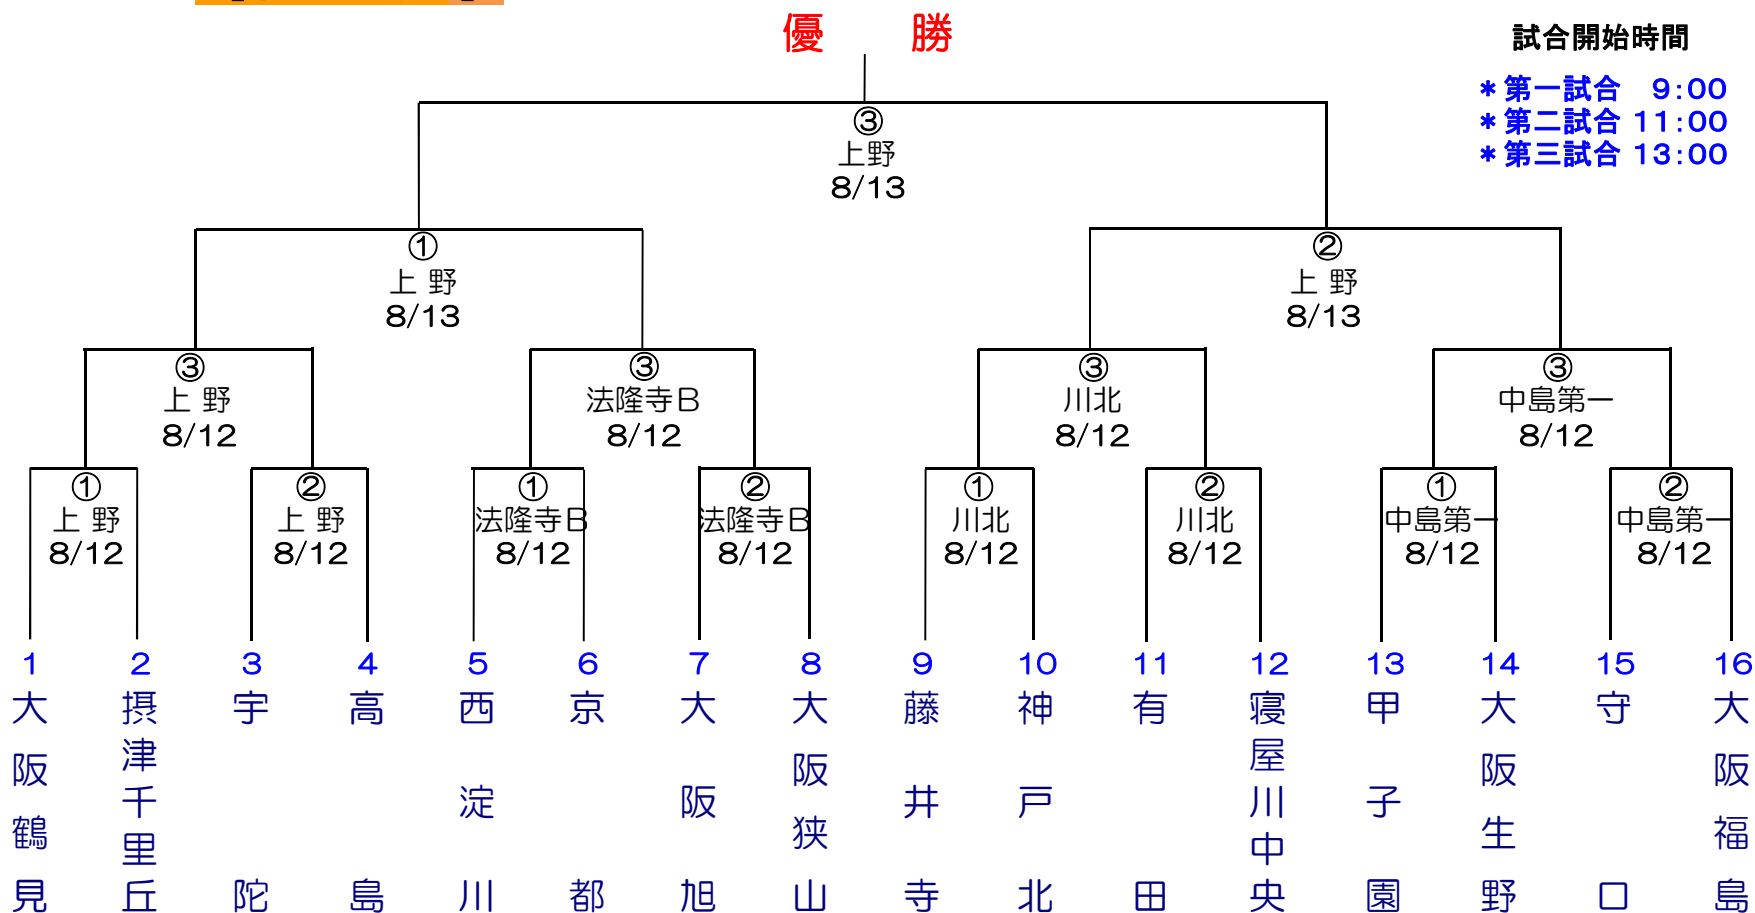 優 勝
試合開始時間
＊第一試合 9:00
＊第二試合 11:00
＊第三試合 13:00
③
上野
8/13
①
上 野
8/13
②
上 野
8/13
③
上 野
8/12
③
法隆寺B
8/12
③
川北
8/12
③
中島第一
8/12
①
上 野
8/12
②
上 野
8/12
①
法隆寺B
8/12
②
法隆寺B
8/12
①
川北
8/12
②
川北
8/12
①
中島第一
8/12
②
中島第一
8/12
1
大阪鶴見
2
摂津千里丘
3
宇陀
4
高島
5
西淀川
6
京都
7
大阪旭
8
大阪狭山
9
藤井寺
10
神戸北
11
有田
12
寝屋川中央
13
甲子園
14
大阪生野
15
守口
16
大阪福島